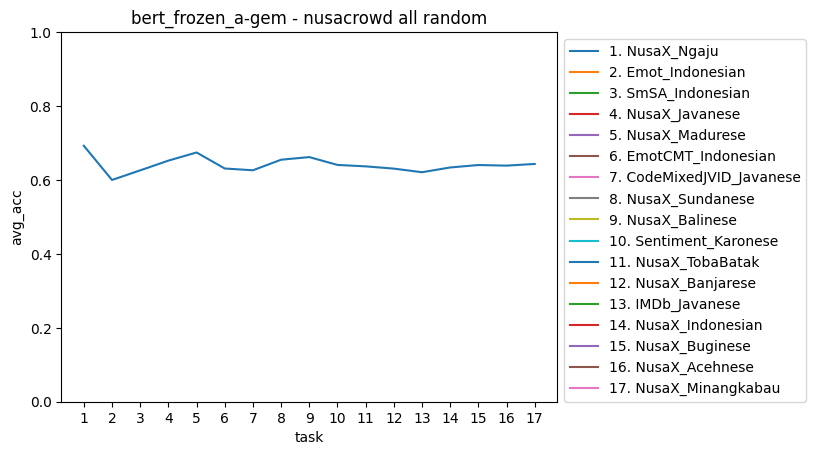 bert_frozen_a-gem - nusacrowd all random
1.0
0.8
0.6
0.4
0.2
0.0
avg_acc
1 2 3 4 5 6 7 8 9 10 11 12 13 14 15 16 17
task
1. NusaX_Ngaju
2. Emot_Indonesian
3. SmSA_Indonesian
4. NusaX_Javanese
5. NusaX_Madurese
6. EmotCMT_Indonesian
7. CodeMixedJVID_Javanese
8. NusaX_Sundanese
9. NusaX_Balinese
10. Sentiment_Karonese
11. NusaX_TobaBatak
12. NusaX_Banjarese
13. IMDb_Javanese
14. NusaX_Indonesian
15. NusaX_Buginese
16. NusaX_Acehnese
17. NusaX_Minangkabau